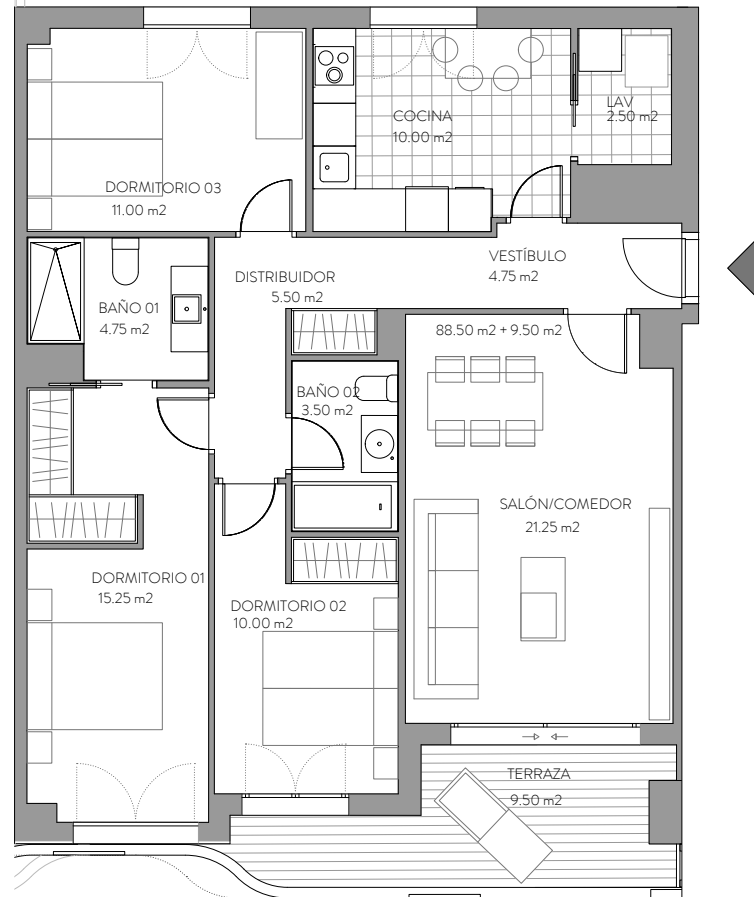 COCINA
10.00 m2
LAV
2.50 m2
DORMITORIO 03
11.00 m2
VESTÍBULO
4.75 m2
DISTRIBUIDOR
5.50 m2
BAÑO 01
4.75 m2
88.50 m2 + 9.50 m2
BAÑO 02
3.50 m2
SALÓN/COMEDOR
21.25 m2
DORMITORIO 01
15.25 m2
DORMITORIO 02
10.00 m2
TERRAZA
9.50 m2